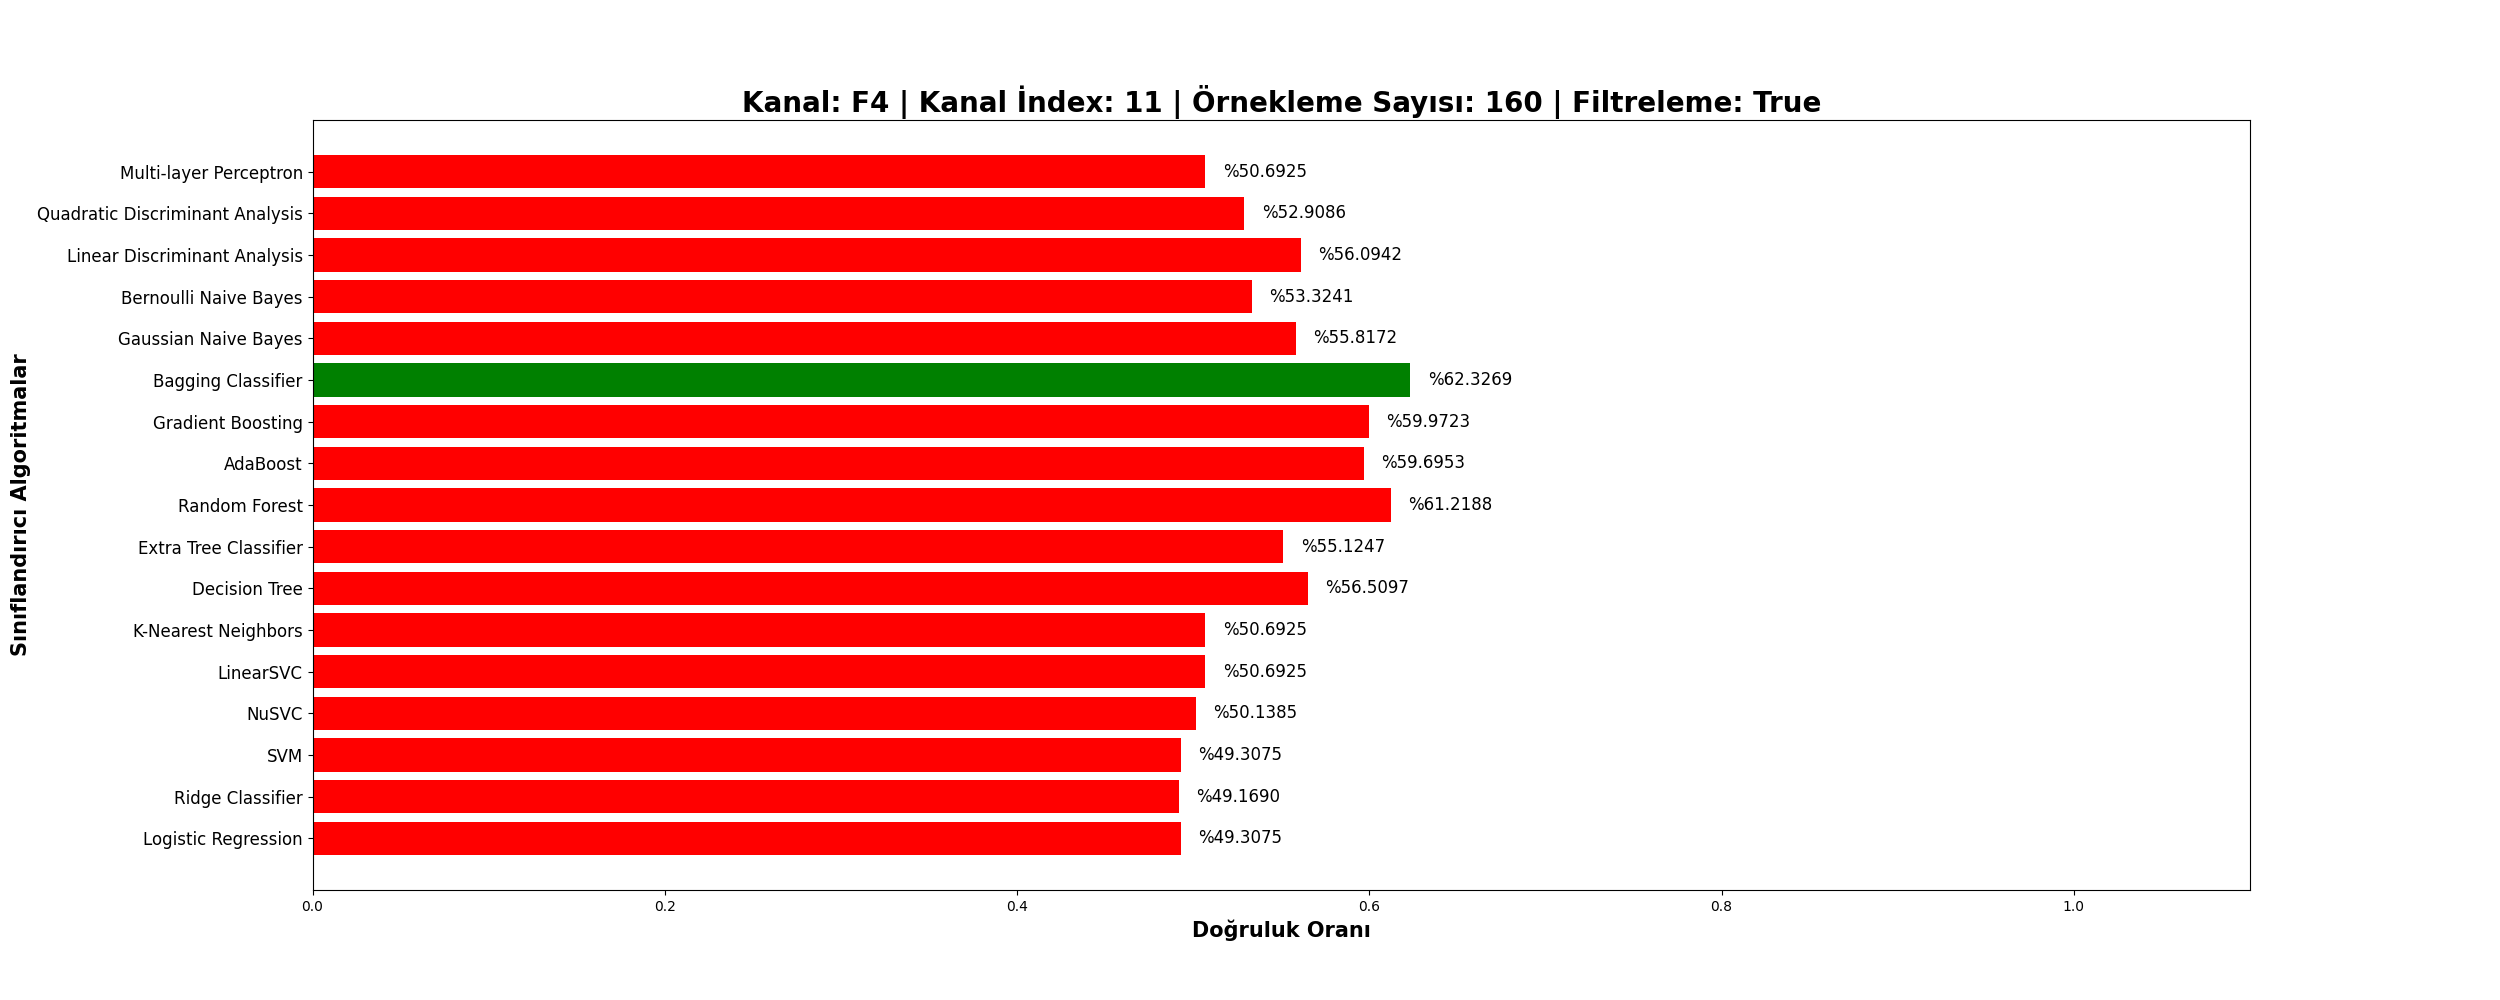 Kanal: F4 | Kanal İndex: 11 | Örnekleme Sayısı: 160 | Filtreleme: True
Sınıflandırıcı Algoritmalar
Multi-layer Perceptron %50.6925
Quadratic Discriminant Analysis %52.9086
Linear Discriminant Analysis %56.0942
Bernoulli Naive Bayes %53.3241
Gaussian Naive Bayes %55.8172
Bagging Classifier %62.3269
Gradient Boosting %59.9723
AdaBoost %59.6953
Random Forest %61.2188
Extra Tree Classifier %55.1247
Decision Tree %56.5097
K-Nearest Neighbors %50.6925
LinearSVC %50.6925
NuSVC %50.1385
SVM %49.3075
Ridge Classifier %49.1690
Logistic Regression %49.3075
0.0 0.2 0.4 0.6 0.8 1.0
Doğruluk Oranı